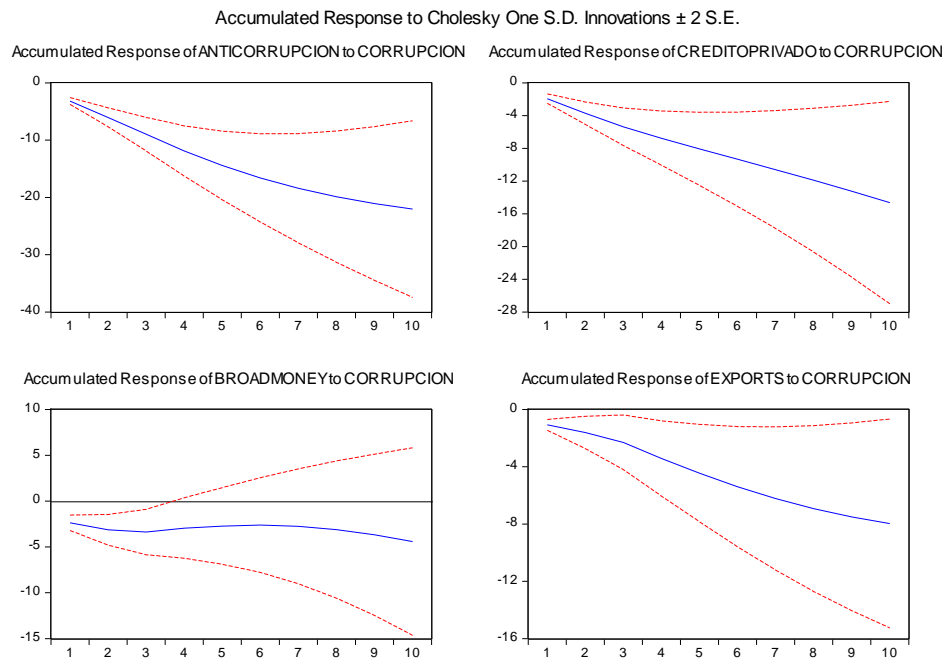 Accumulated Response to Cholesky One S.D. Innovations ± 2 S.E.
Accumulated Response of ANTICORRUPCION to CORRUPCION
0
-10
-20
-30
-40
1 2 3 4 5 6 7 8 9 10
Accumulated Response of CREDITOPRIVADO to CORRUPCION
0
-4
-8
-12
-16
-20
-24
-28
1 2 3 4 5 6 7 8 9 10
Accumulated Response of BROADMONEY to CORRUPCION
10
5
0
-5
-10
-15
1 2 3 4 5 6 7 8 9 10
Accumulated Response of EXPORTS to CORRUPCION
0
-4
-8
-12
-16
1 2 3 4 5 6 7 8 9 10